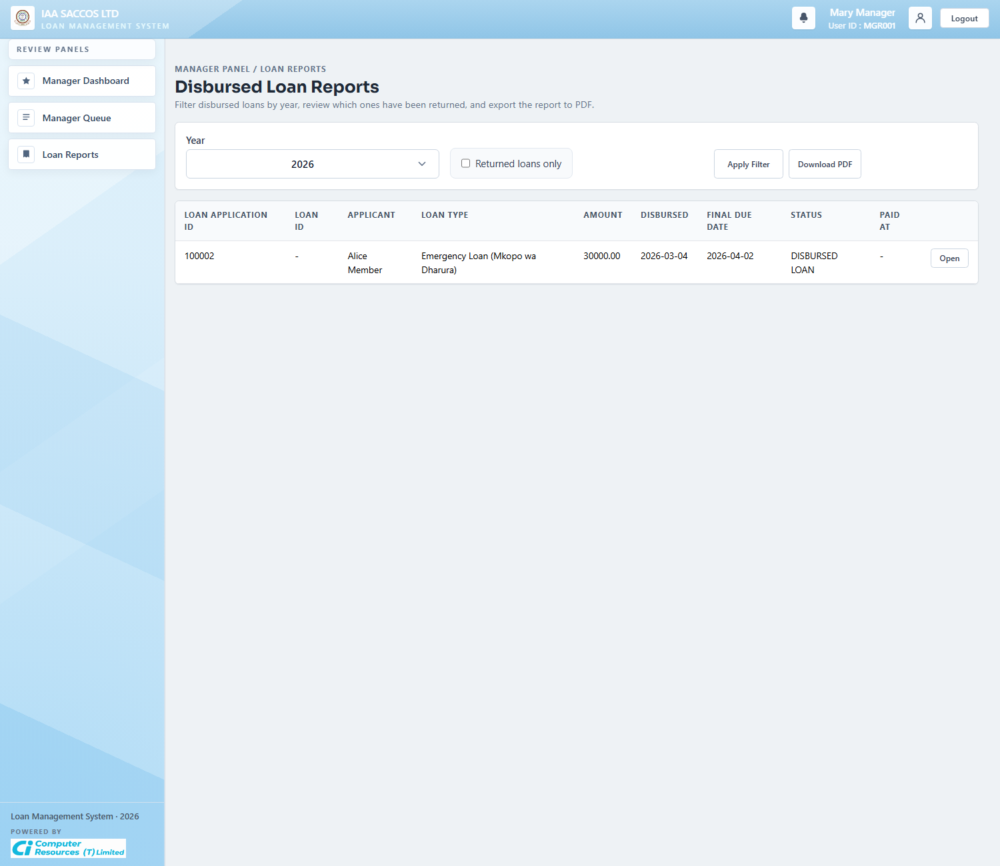 IAA SACCOS LTD
LOAN MANAGEMENT SYSTEM
Mary Manager
User ID : MGR001
Logout
REVIEW PANELS
Manager Dashboard
Manager Queue
Loan Reports
MANAGER PANEL / LOAN REPORTS
Disbursed Loan Reports
Filter disbursed loans by year, review which ones have been returned, and export the report to PDF.
Year
2026
Returned loans only
Apply Filter
Download PDF
LOAN APPLICATION ID
LOAN ID
APPLICANT
LOAN TYPE
AMOUNT
DISBURSED
FINAL DUE DATE
STATUS
PAID AT
100002
-
Alice Member
Emergency Loan (Mkopo wa Dharura)
30000.00
2026-03-04
2026-04-02
DISBURSED LOAN
-
Open
Loan Management System · 2026
POWERED BY
Ci Computer
Resources (T) Limited